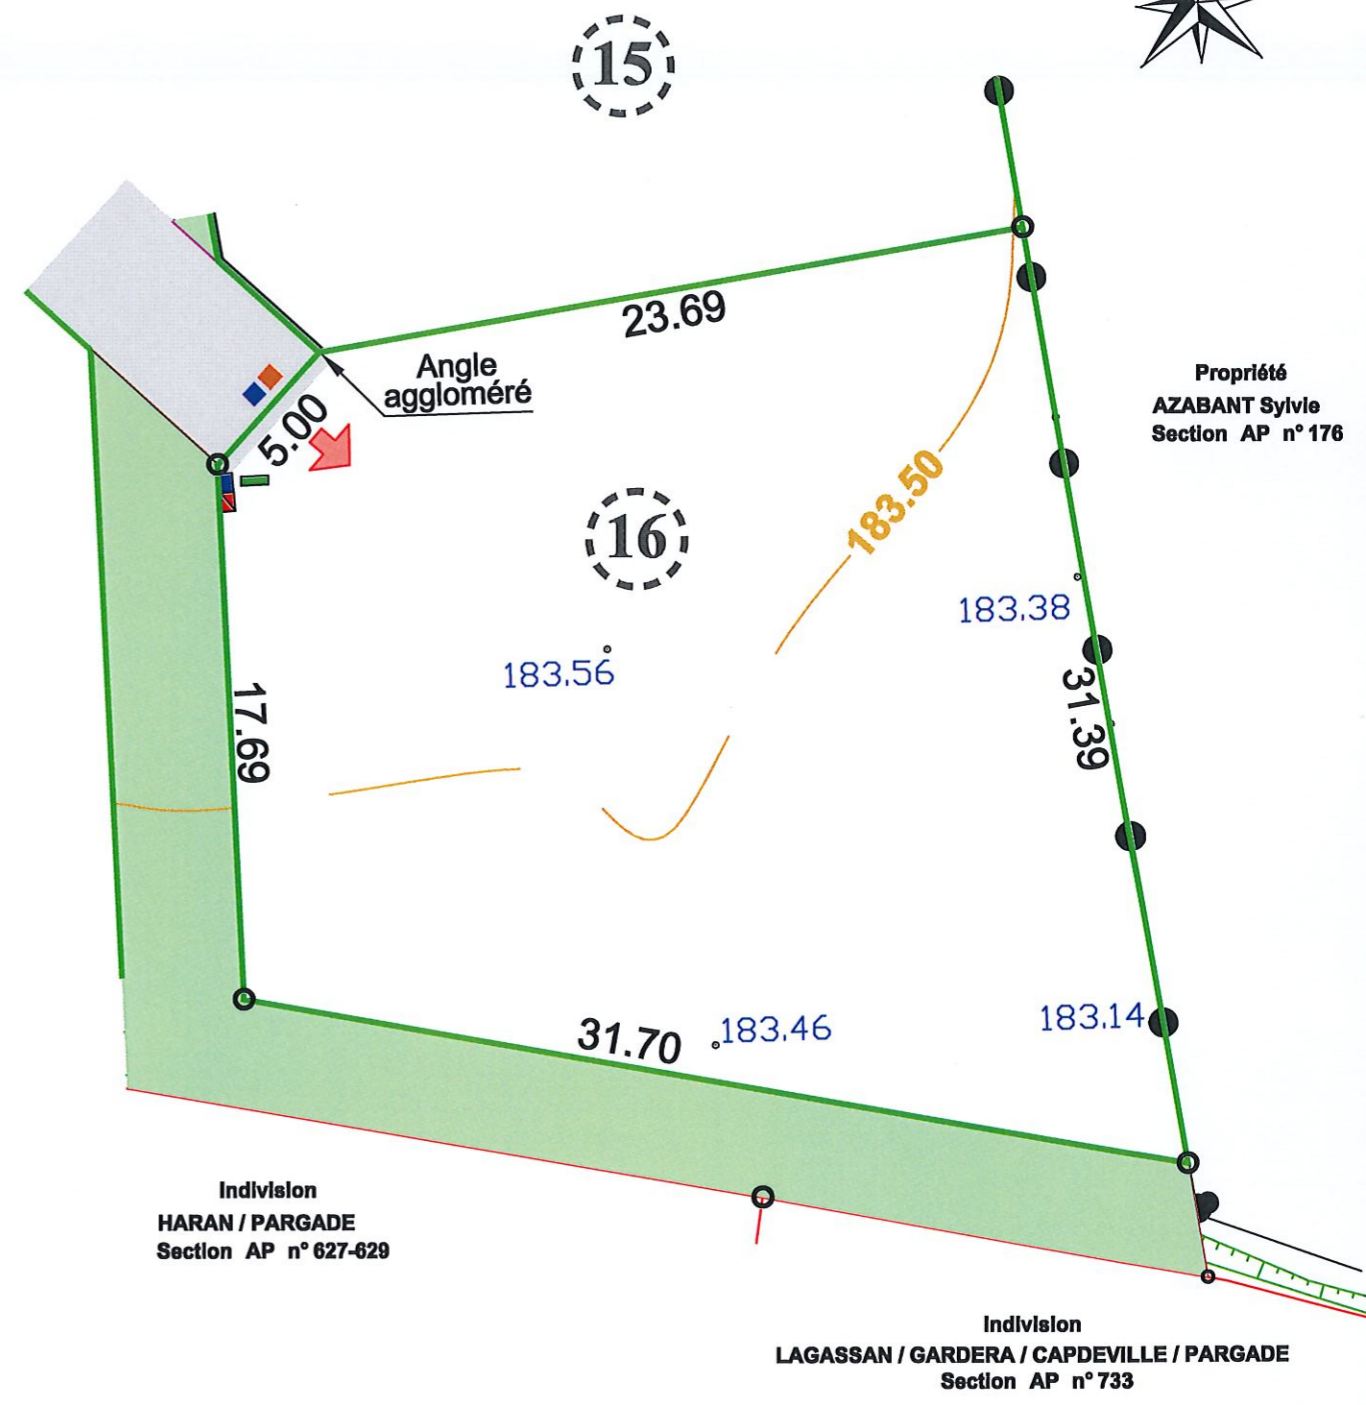 15
23.69
Angle
aggloméré
Propriété
AZABANT Sylvie
Section AP n° 176
5.00
183.50
16
183.38
183.56
31.39
17.69
183.14
183.46
31.70
Indivision
HARAN / PARGADE
Section AP n° 627-629
Indivision
LAGASSAN / GARDERA / CAPDEVILLE / PARGADE
Section AP n° 733